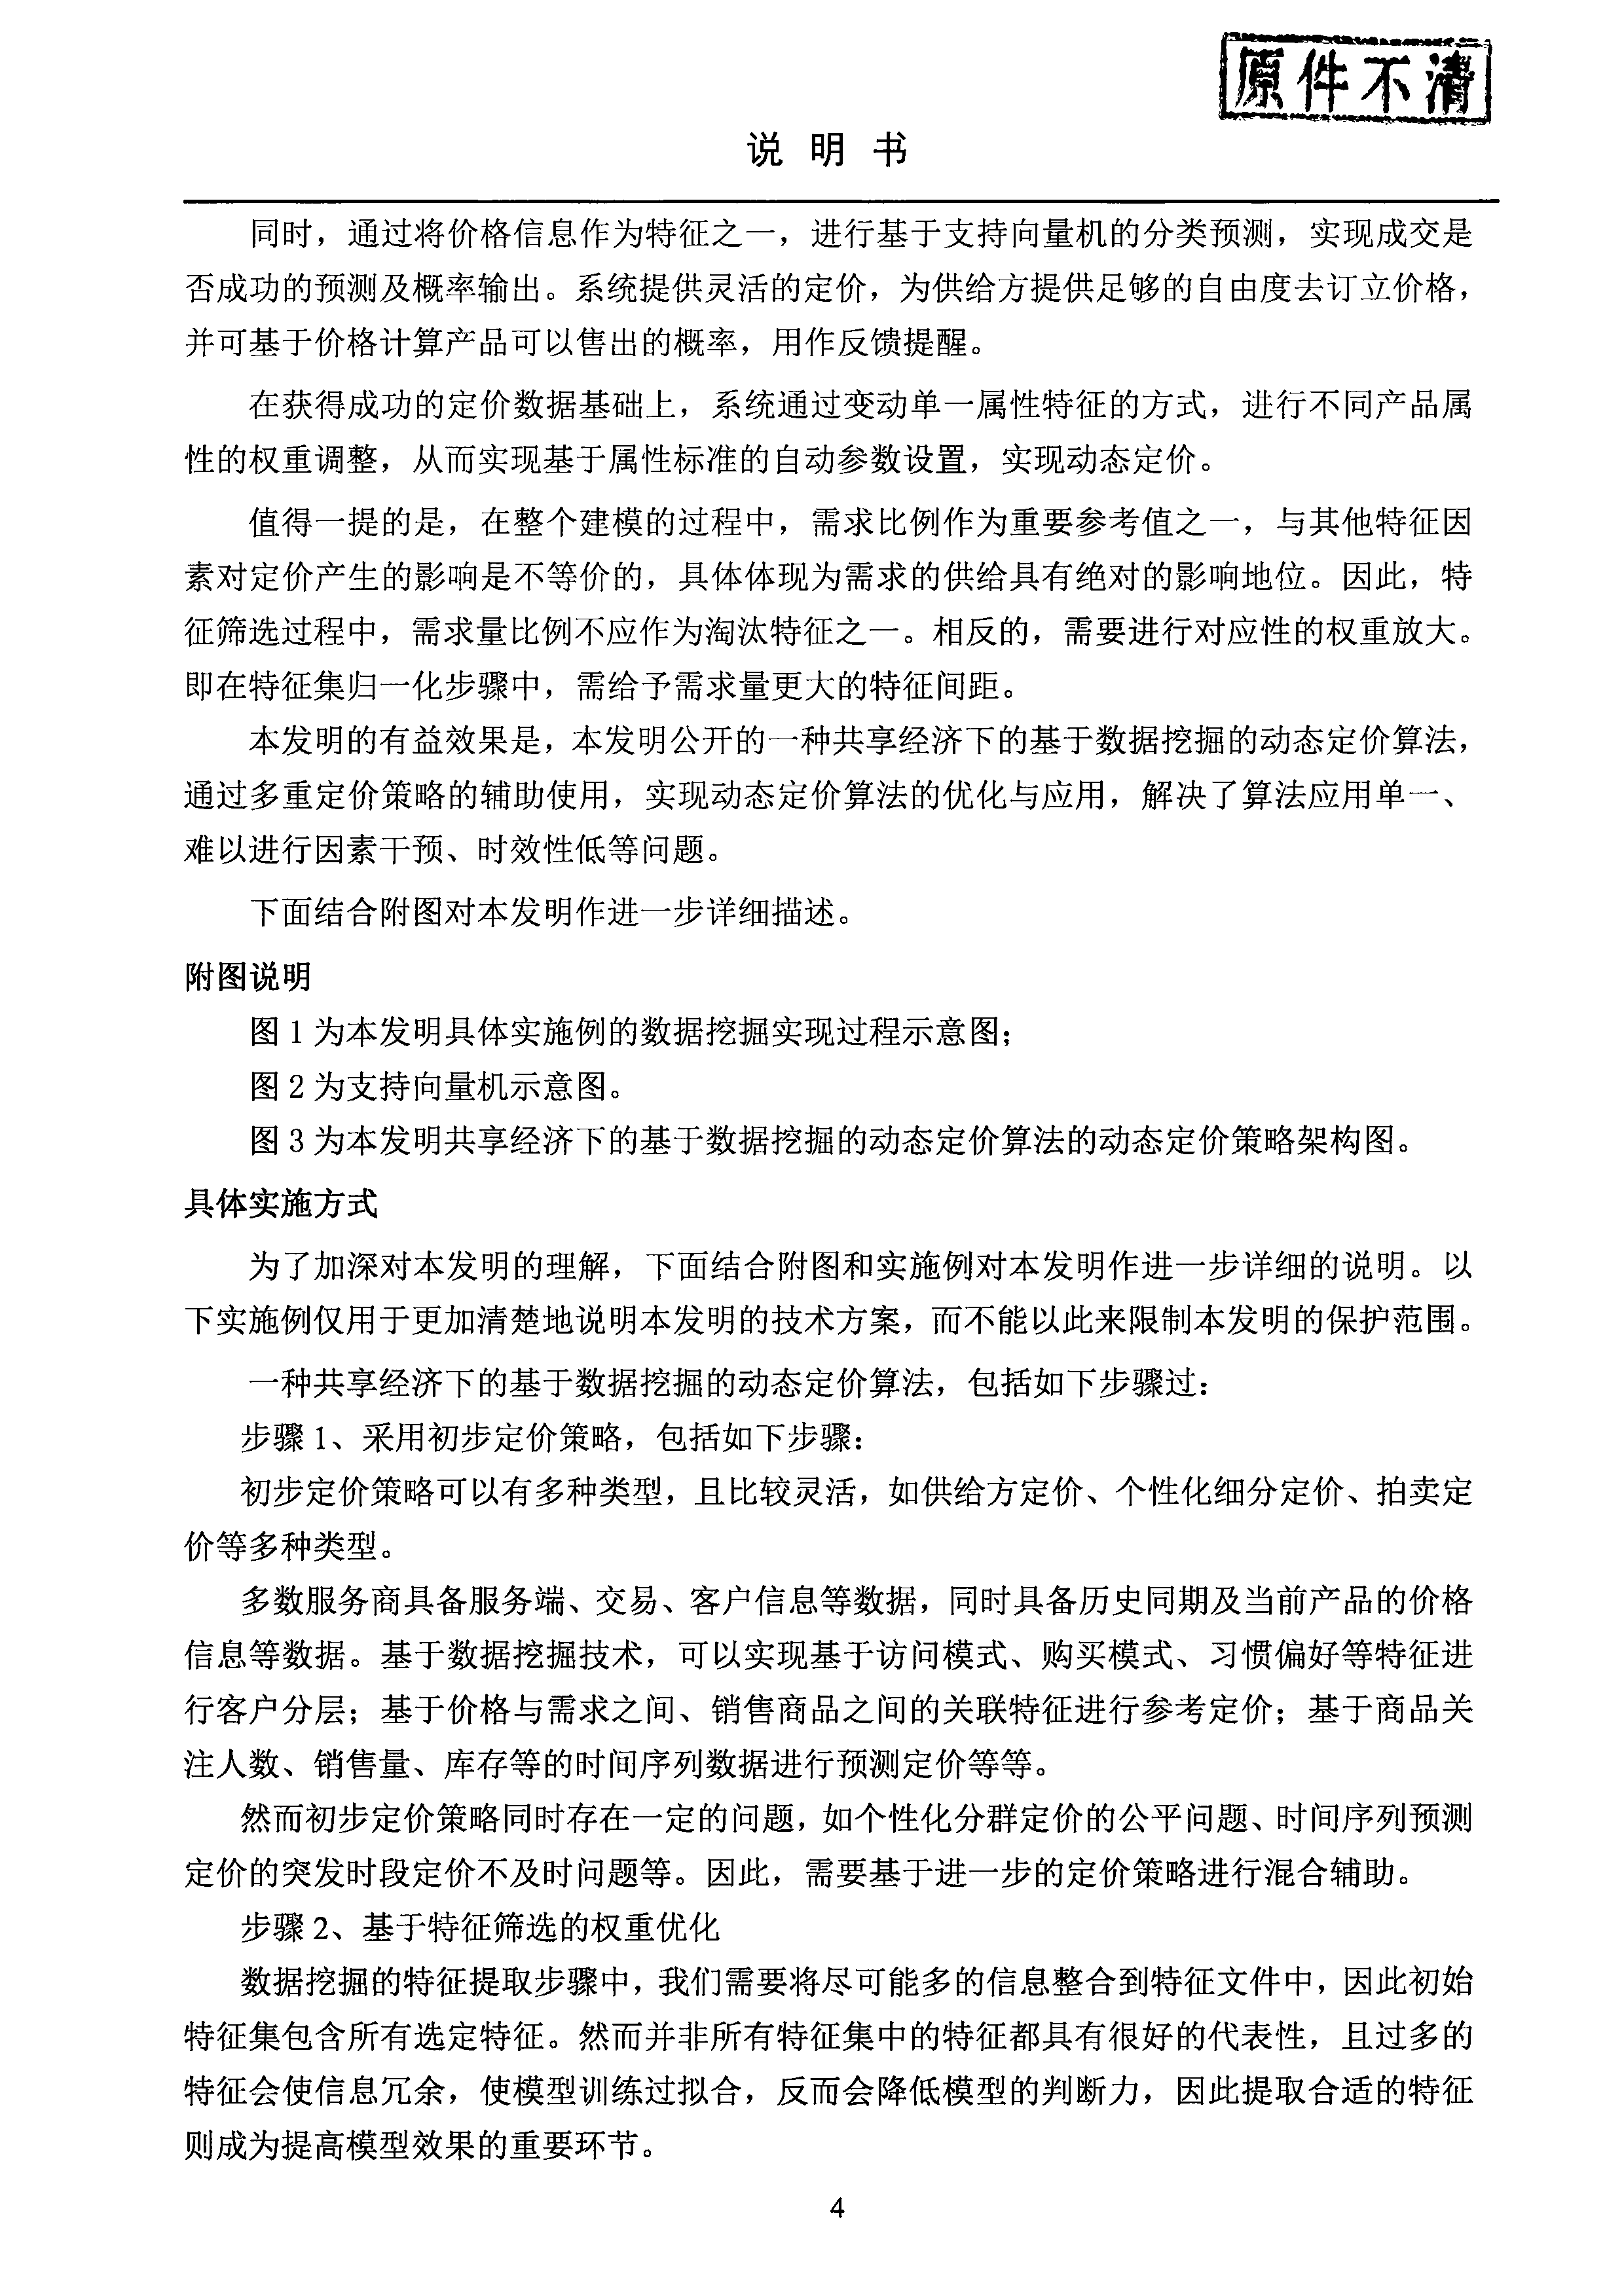 原件不清
说明书
同时，通过将价格信息作为特征之一，进行基于支持向量机的分类预测，实现成交是
否成功的预测及概率输出。系统提供灵活的定价，为供给方提供足够的自由度去订立价格，
并可基于价格计算产品可以售出的概率，用作反馈提醒。
在获得成功的定价数据基础上，系统通过变动单一属性特征的方式，进行不同产品属
性的权重调整，从而实现基于属性标准的自动参数设置，实现动态定价。
值得一提的是，在整个建模的过程中，需求比例作为重要参考值之一，与其他特征因
素对定价产生的影响是不等价的，具体体现为需求的供给具有绝对的影响地位。因此，特
征筛选过程中，需求量比例不应作为淘汰特征之一。相反的，需要进行对应性的权重放大。
即在特征集归一化步骤中，需给予需求量更大的特征间距。
本发明的有益效果是，本发明公开的一种共享经济下的基于数据挖掘的动态定价算法，
通过多重定价策略的辅助使用，实现动态定价算法的优化与应用，解决了算法应用单一、
难以进行因素干预、时效性低等问题。
下面结合附图对本发明作进一步详细描述。
附图说明
图 1 为本发明具体实施例的数据挖掘实现过程示意图；
图 2 为支持向量机示意图。
图 3 为本发明共享经济下的基于数据挖掘的动态定价算法的动态定价策略架构图。
具体实施方式
为了加深对本发明的理解，下面结合附图和实施例对本发明作进一步详细的说明。以
下实施例仅用于更加清楚地说明本发明的技术方案，而不能以此来限制本发明的保护范围。
一种共享经济下的基于数据挖掘的动态定价算法，包括如下步骤过：
步骤 1、采用初步定价策略，包括如下步骤：
初步定价策略可以有多种类型，且比较灵活，如供给方定价、个性化细分定价、拍卖定
价等多种类型。
多数服务商具备服务端、交易、客户信息等数据，同时具备历史同期及当前产品的价格
信息等数据。基于数据挖掘技术，可以实现基于访问模式、购买模式、习惯偏好等特征进
行客户分层；基于价格与需求之间、销售商品之间的关联特征进行参考定价；基于商品关
注人数、销售量、库存等的时间序列数据进行预测定价等等。
然而初步定价策略同时存在一定的问题，如个性化分群定价的公平问题、时间序列预测
定价的突发时段定价不及时问题等。因此，需要基于进一步的定价策略进行混合辅助。
步骤 2、基于特征筛选的权重优化
数据挖掘的特征提取步骤中，我们需要将尽可能多的信息整合到特征文件中，因此初始
特征集包含所有选定特征。然而并非所有特征集中的特征都具有很好的代表性，且过多的
特征会使信息冗余，使模型训练过拟合，反而会降低模型的判断力，因此提取合适的特征
则成为提高模型效果的重要环节。
4